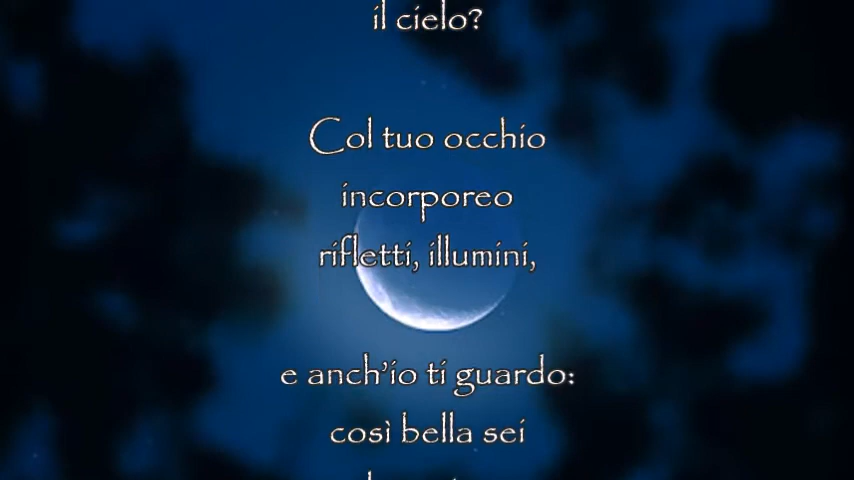 il cielo?
Col tuo occhio
incorporeo
rifletti, illumini,
e anch'io ti guardo:
così bella sei